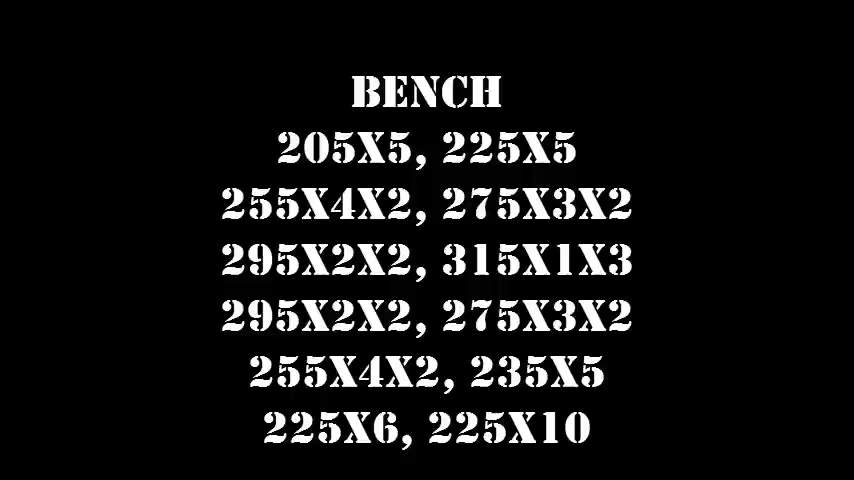 BENCH
205X5, 225X5
255X4X2, 275X3X2
295X2X2, 315X1X3
295X2X2, 275X3X2
255X4X2, 235X5
225X6, 225X10